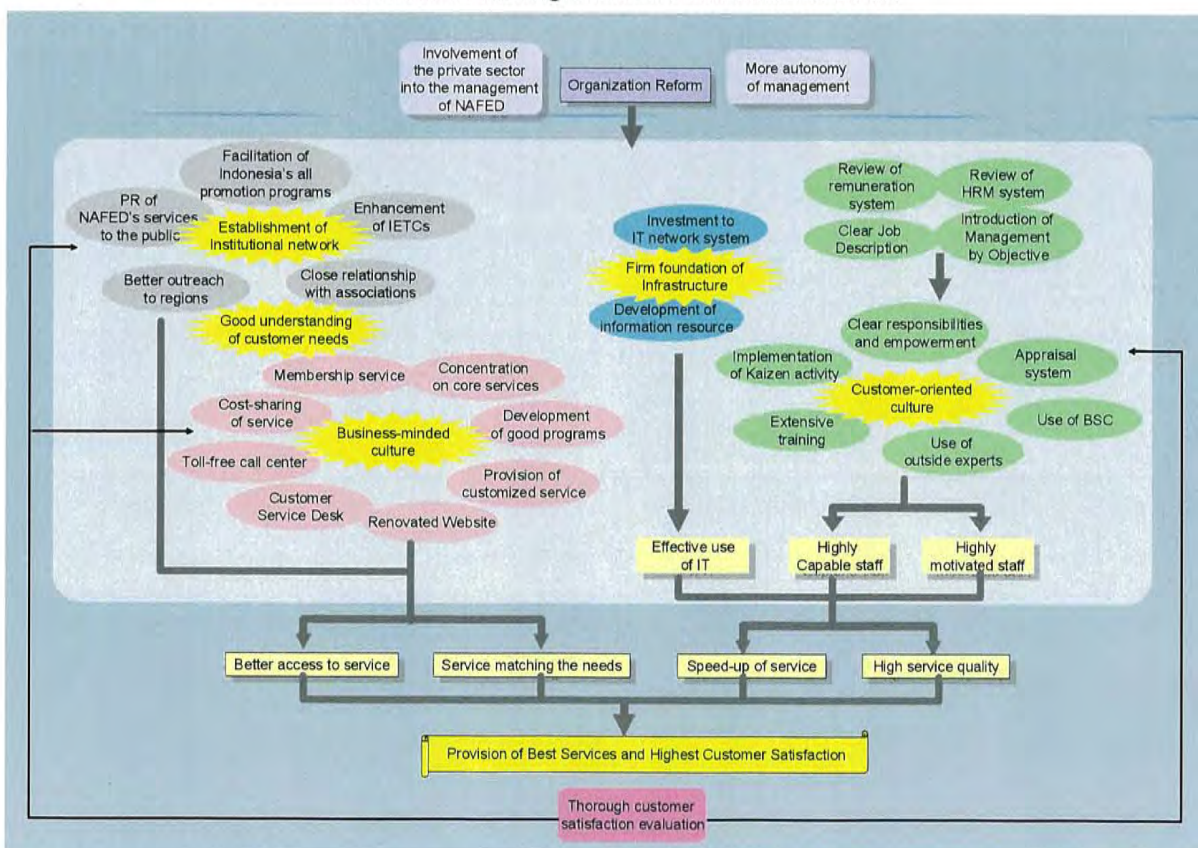 Involvement of
the private sector
into the management
of NAFED
Organization Reform
More autonomy
of management
Facilitation of
Indonesia's all
promotion programs
PR of
NAFED's services
to the public
Establishment of
Institutional network
Enhancement
of IETCs
Better outreach
to regions
Close relationship
with associations
Good understanding
of customer needs
Membership service
Concentration
on core services
Cost-sharing
of service
Business-minded
culture
Development
of good programs
Toll-free call center
Provision of
customized service
Customer
Service Desk
Renovated Website
Investment to
IT network system
Firm foundation of
Infrastructure
Development of
information resource
Review of
remuneration
system
Review of
HRM system
Clear Job
Description
Introduction of
Management
by Objective
Clear responsibilities
and empowerment
Implementation
of Kaizen activity
Appraisal
system
Customer-oriented
culture
Extensive
training
Use of BSC
Use of
outside experts
Effective use
of IT
Highly
Capable staff
Highly
motivated staff
Better access to service
Service matching the needs
Speed-up of service
High service quality
Provision of Best Services and Highest Customer Satisfaction
Thorough customer
satisfaction evaluation